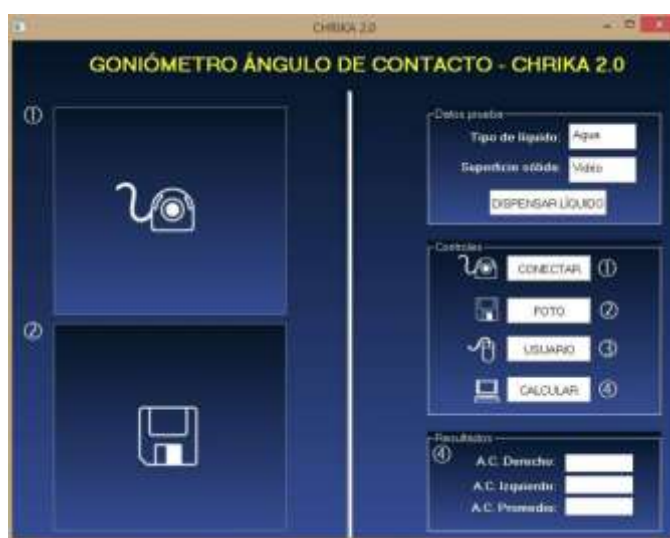 CHRIKA 2.0
GONIÓMETRO ÁNGULO DE CONTACTO - CHRIKA 2.0
①
②
Datos prueba
Tipo de líquido: Agua
Superficie sólida: Vidrio
DISPENSAR LÍQUIDO
Controles
CONECTAR ①
FOTO ②
USUARIO ③
CALCULAR ④
Resultados
④
A.C. Derecho:
A.C. Izquierdo:
A.C. Promedio: